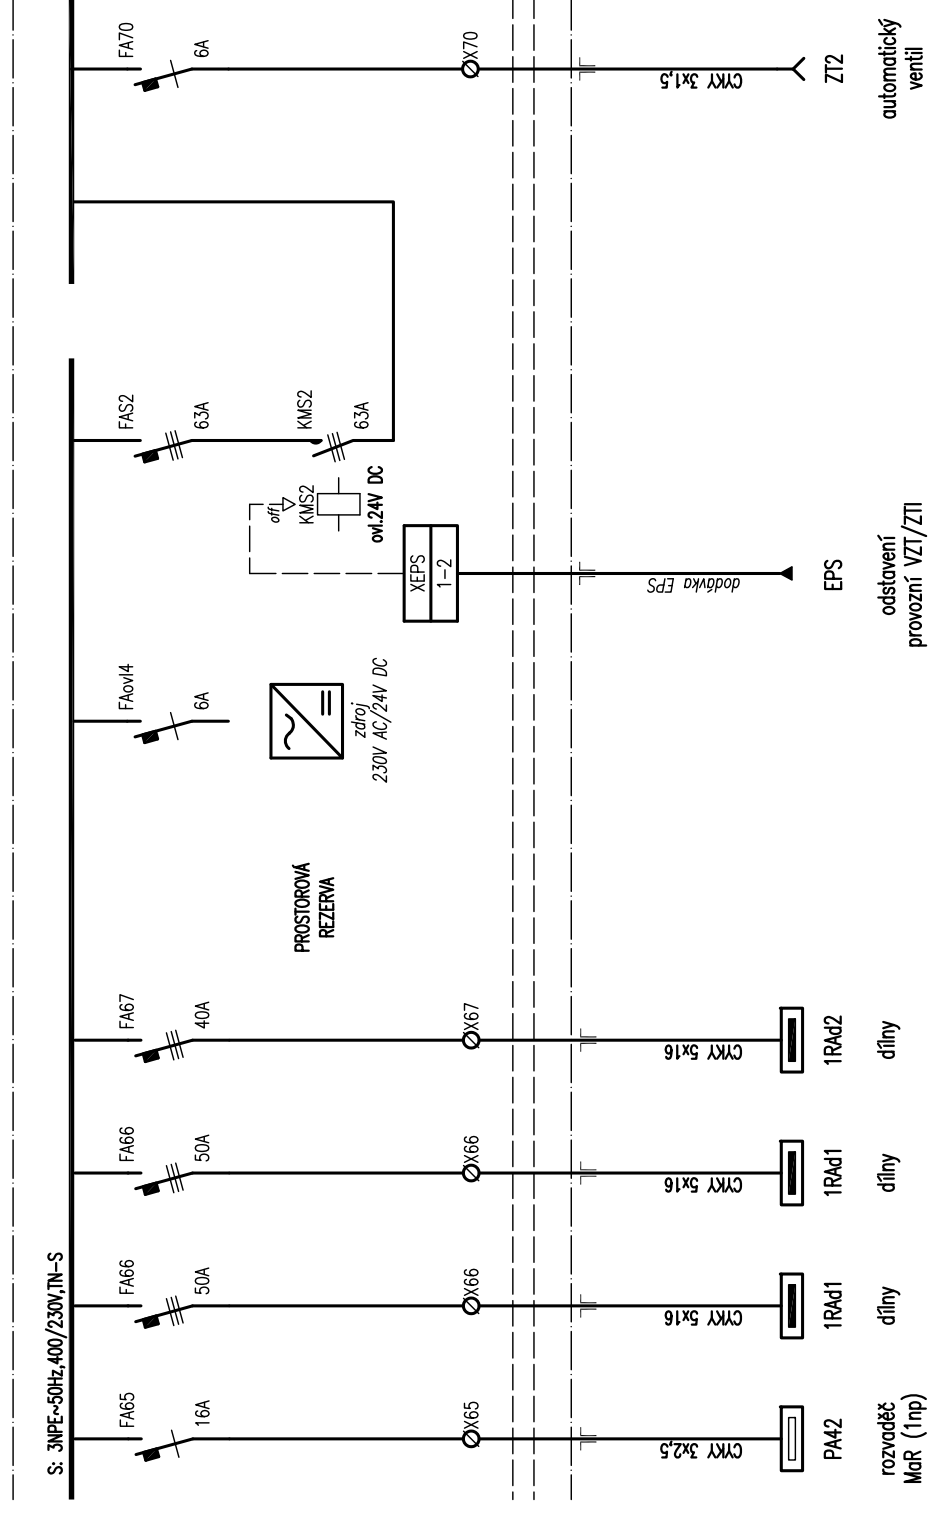 S: 3NPE~50Hz,400/230V,TN-S
FA65
16A
X65
CYKY 3x2,5
PA42
rozvaděč
MaR (1np)
FA66
50A
X66
CYKY 5x16
1RAd1
dílny
FA66
50A
X66
CYKY 5x16
1RAd1
dílny
FA67
40A
X67
CYKY 5x16
1RAd2
dílny
PROSTOROVÁ
REZERVA
FAovl4
6A
zdroj
230V AC/24V DC
XEPS
1-2
dodávka EPS
EPS
odstavení
provozní VZT/ZTI
off
KMS2
ovl.24V DC
FAS2
63A
KMS2
63A
FA70
6A
X70
CYKY 3x1,5
ZT2
automatický
ventil